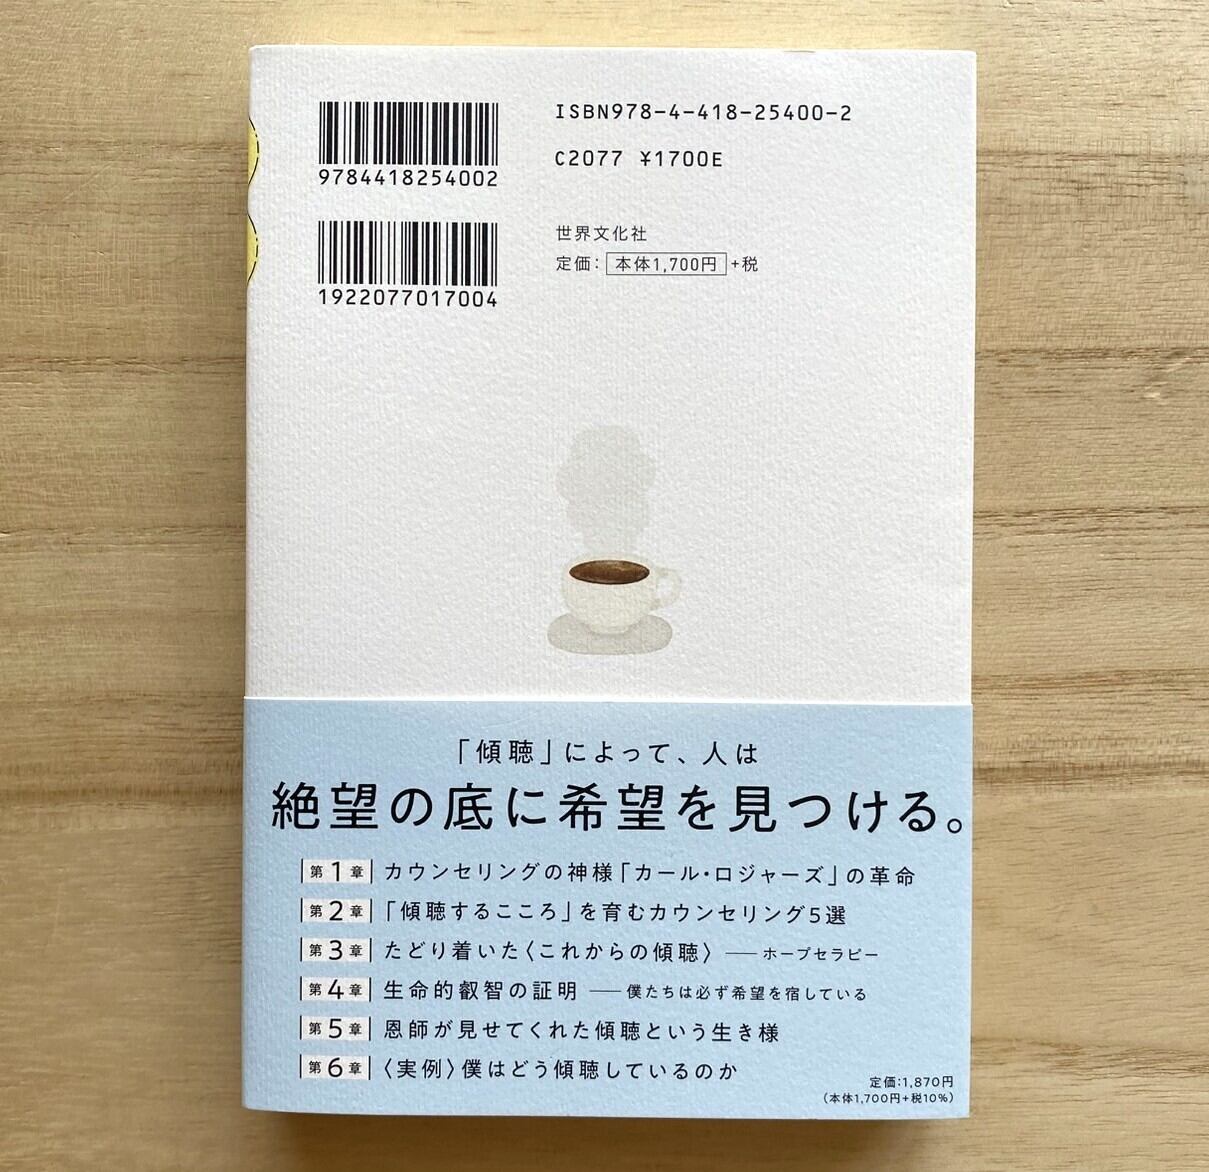 ISBN978-4-418-25400-2
C2077 ¥1700E
9784418254002
1922077017004
世界文化社
定価：本体1,700円+税
「傾聴」によって、人は
絶望の底に希望を見つける。
第1章 カウンセリングの神様「カール・ロジャーズ」の革命
第2章 「傾聴するこころ」を育むカウンセリング5選
第3章 たどり着いた〈これからの傾聴〉――ホープセラピー
第4章 生命的叡智の証明――僕たちは必ず希望を宿している
第5章 恩師が見せてくれた傾聴という生き様
第6章 〈実例〉僕はどう傾聴しているのか
定価：1,870円
（本体1,700円+税10%）